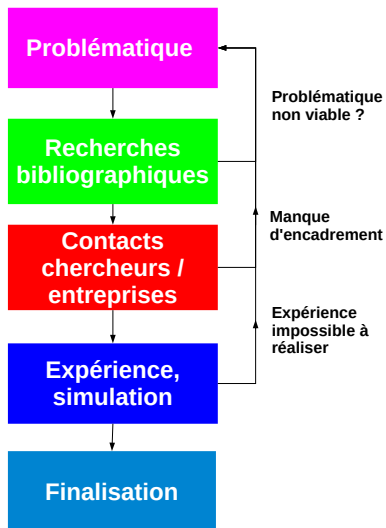 Problématique
Problématique
non viable ?
Recherches
bibliographiques
Manque
d'encadrement
Contacts
chercheurs /
entreprises
Expérience
impossible à
réaliser
Expérience,
simulation
Finalisation